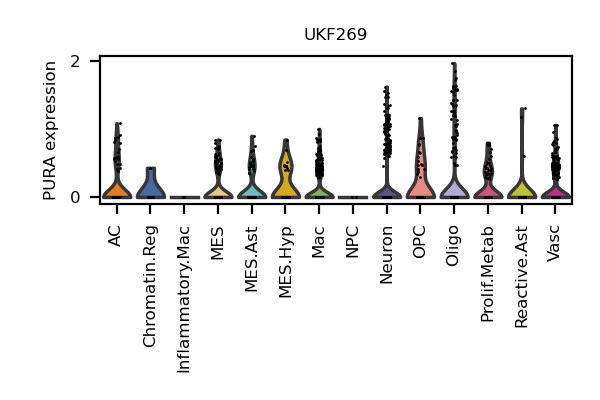 UKF269
PURA expression
2
0
AC
Chromatin.Reg
Inflammatory.Mac
MES
MES.Ast
MES.Hyp
Mac
NPC
Neuron
OPC
Oligo
Prolif.Metab
Reactive.Ast
Vasc